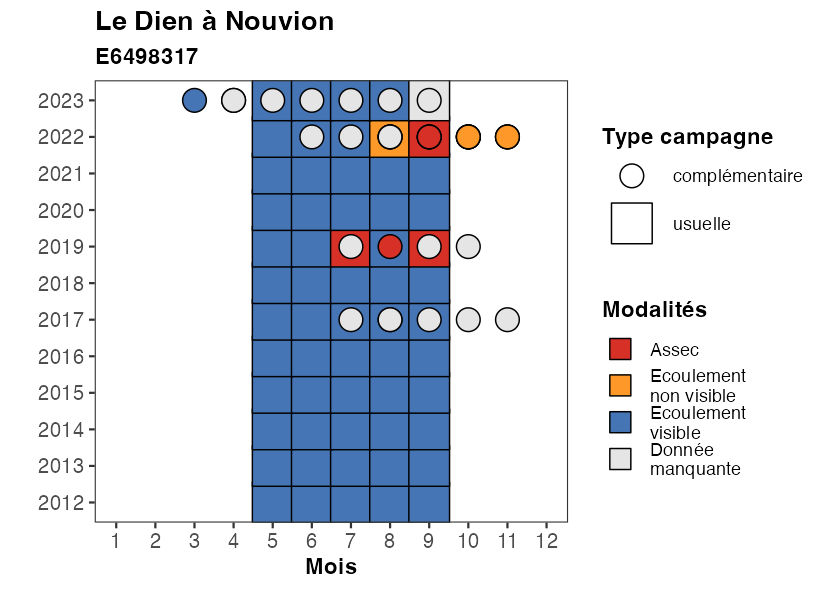 Le Dien à Nouvion
E6498317
2023
2022
2021
2020
2019
2018
2017
2016
2015
2014
2013
2012
1 2 3 4 5 6 7 8 9 10 11 12
Mois
Type campagne
complémentaire
usuelle
Modalités
Assec
Ecoulement
non visible
Ecoulement
visible
Donnée
manquante